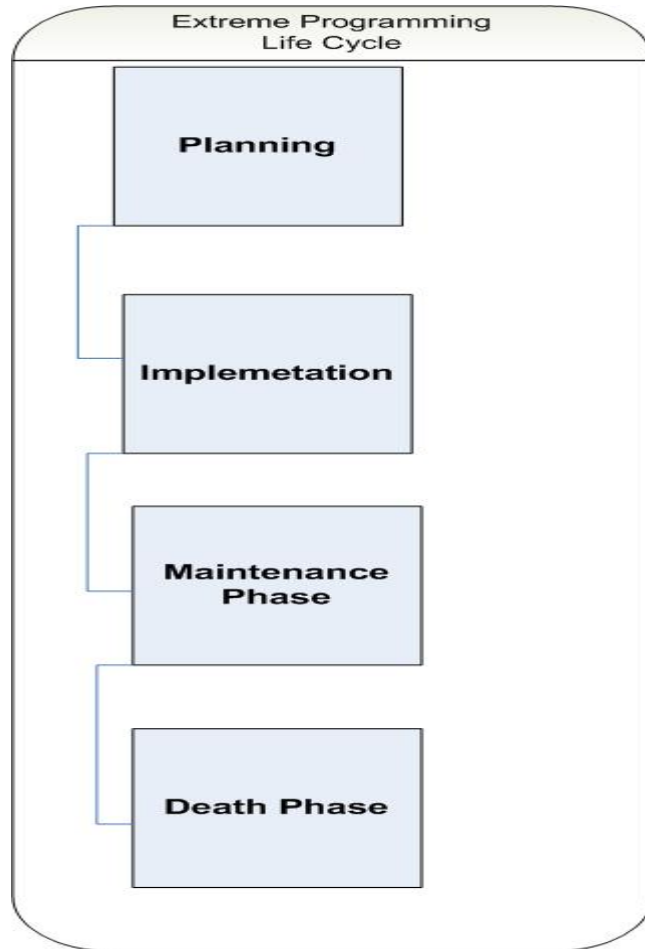 Extreme Programming
Life Cycle
Planning
Implemetation
Maintenance
Phase
Death Phase